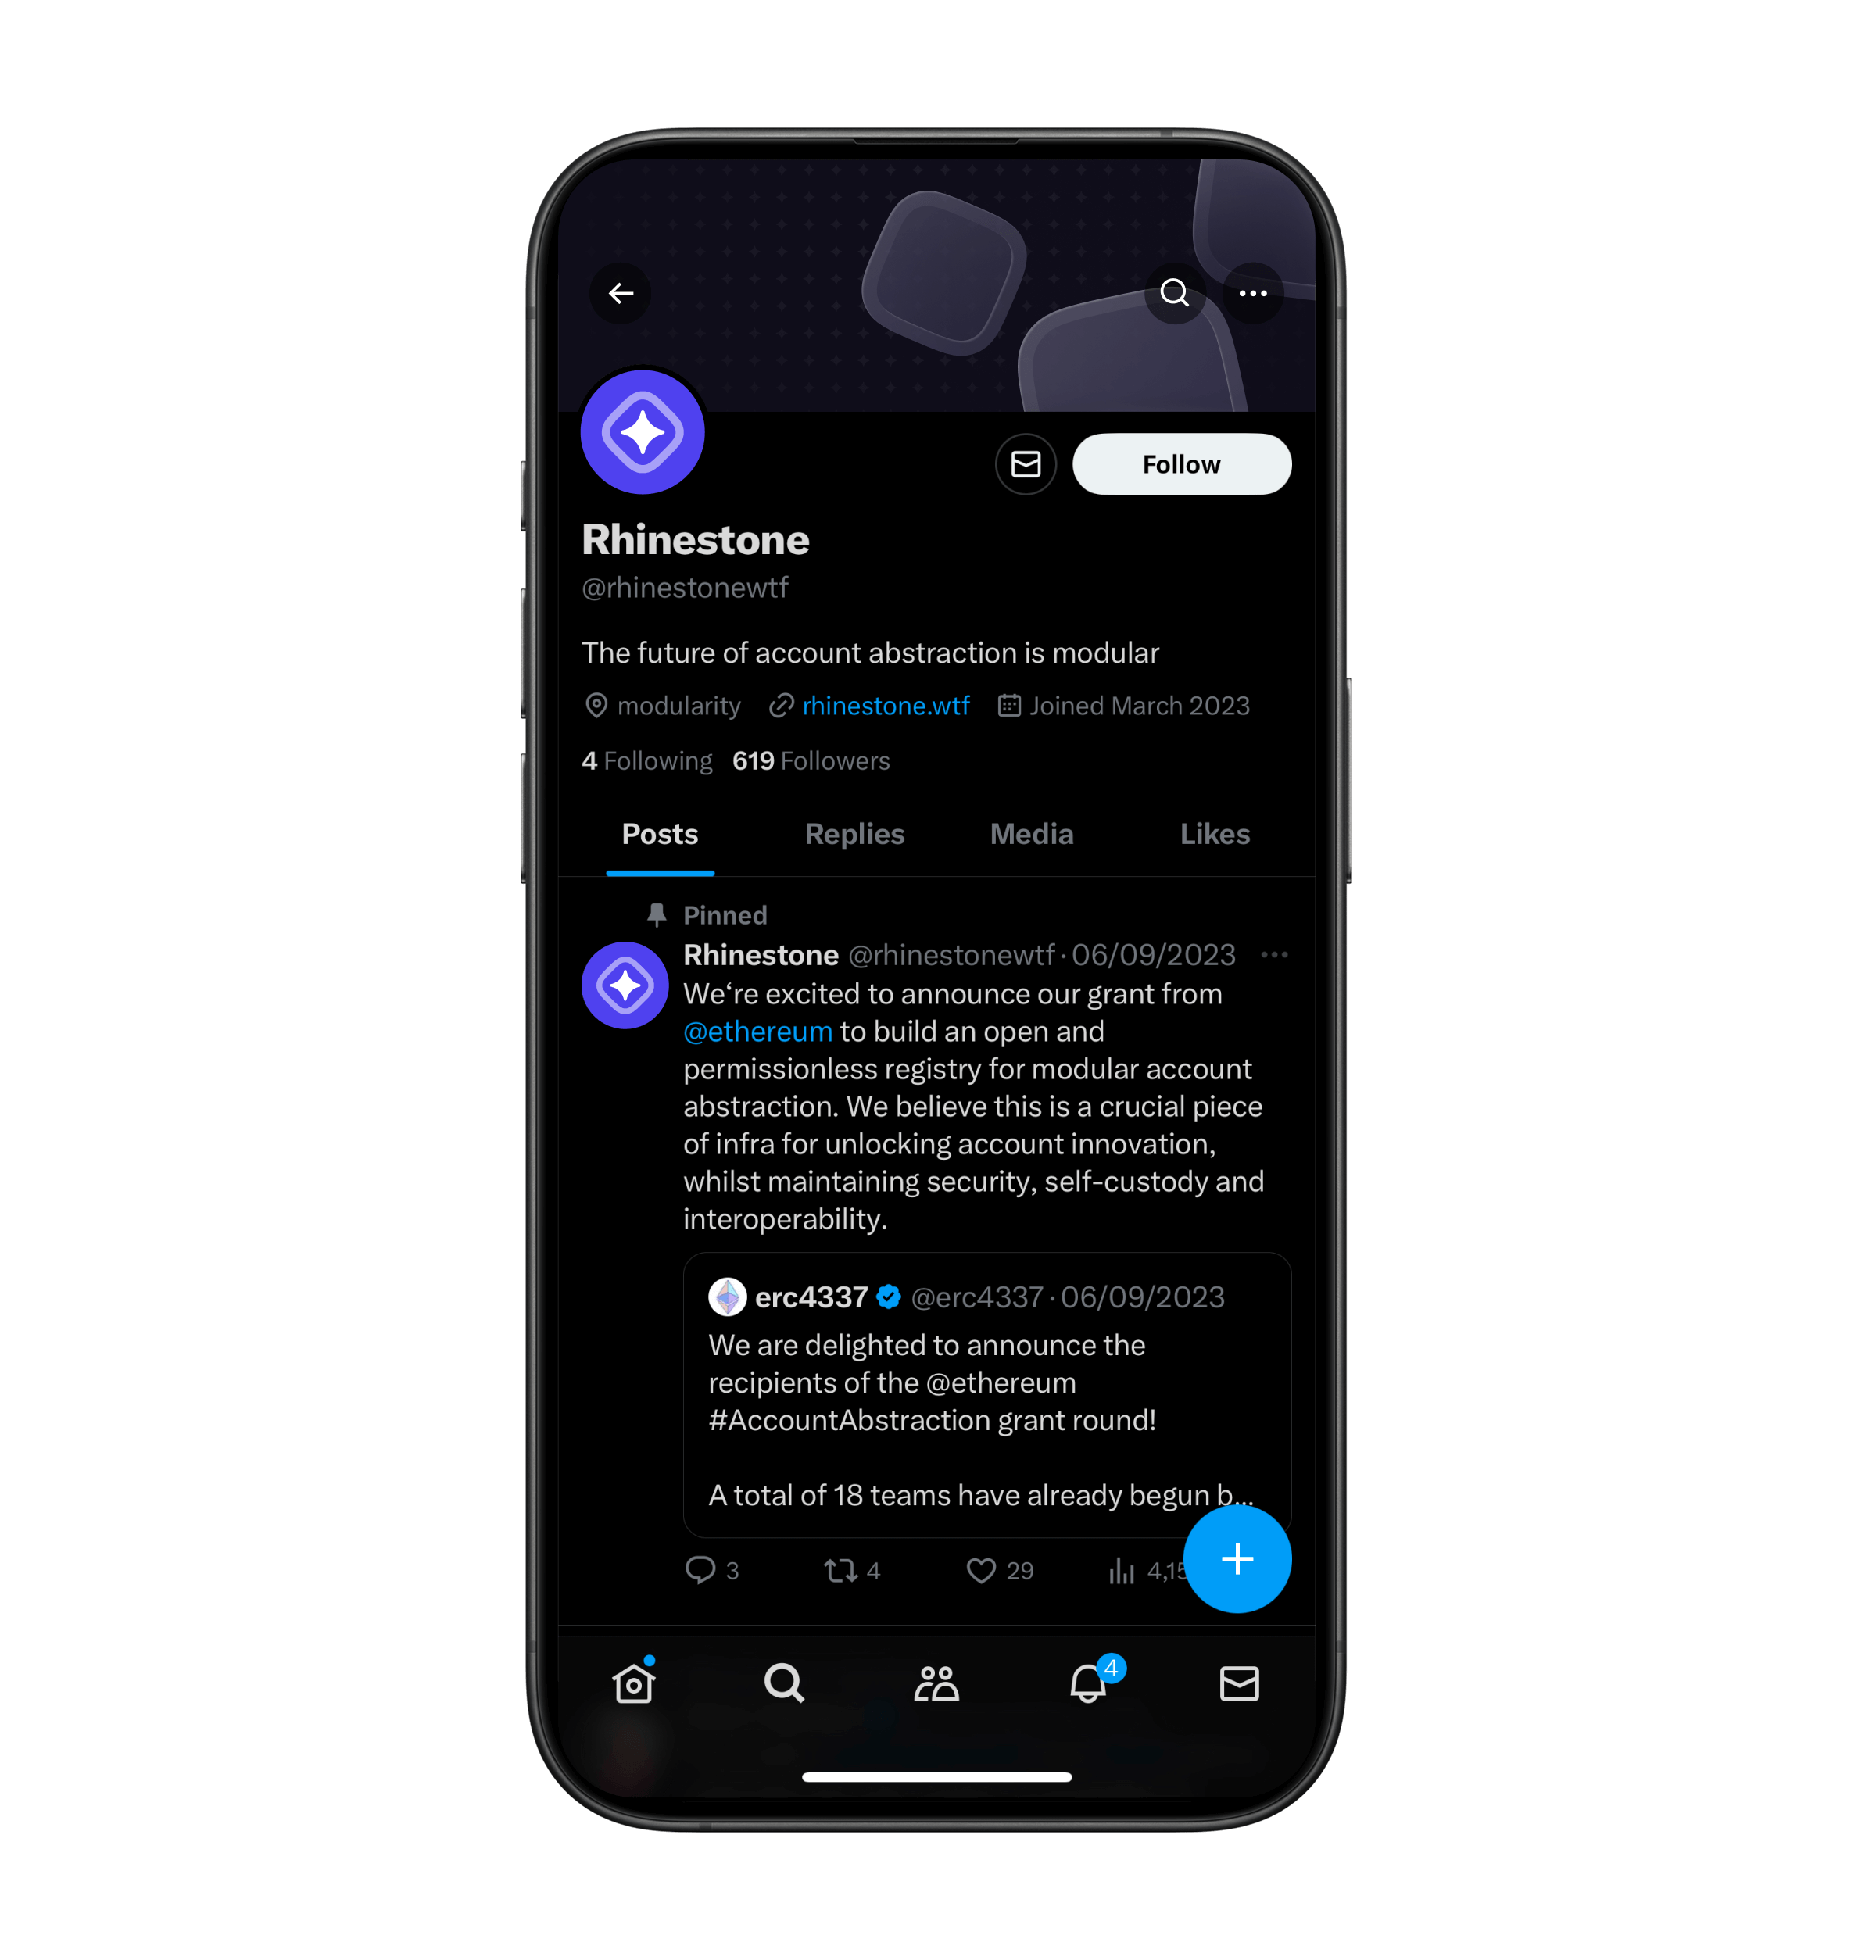 Follow
Rhinestone
@rhinestonewtf
The future of account abstraction is modular
modularity rhinestone.wtf Joined March 2023
4 Following 619 Followers
Posts Replies Media Likes
Pinned
Rhinestone @rhinestonewtf · 06/09/2023
We‘re excited to announce our grant from
@ethereum to build an open and
permissionless registry for modular account
abstraction. We believe this is a crucial piece
of infra for unlocking account innovation,
whilst maintaining security, self-custody and
interoperability.
erc4337 @erc4337 · 06/09/2023
We are delighted to announce the
recipients of the @ethereum
#AccountAbstraction grant round!
A total of 18 teams have already begun b...
3 4 29
4